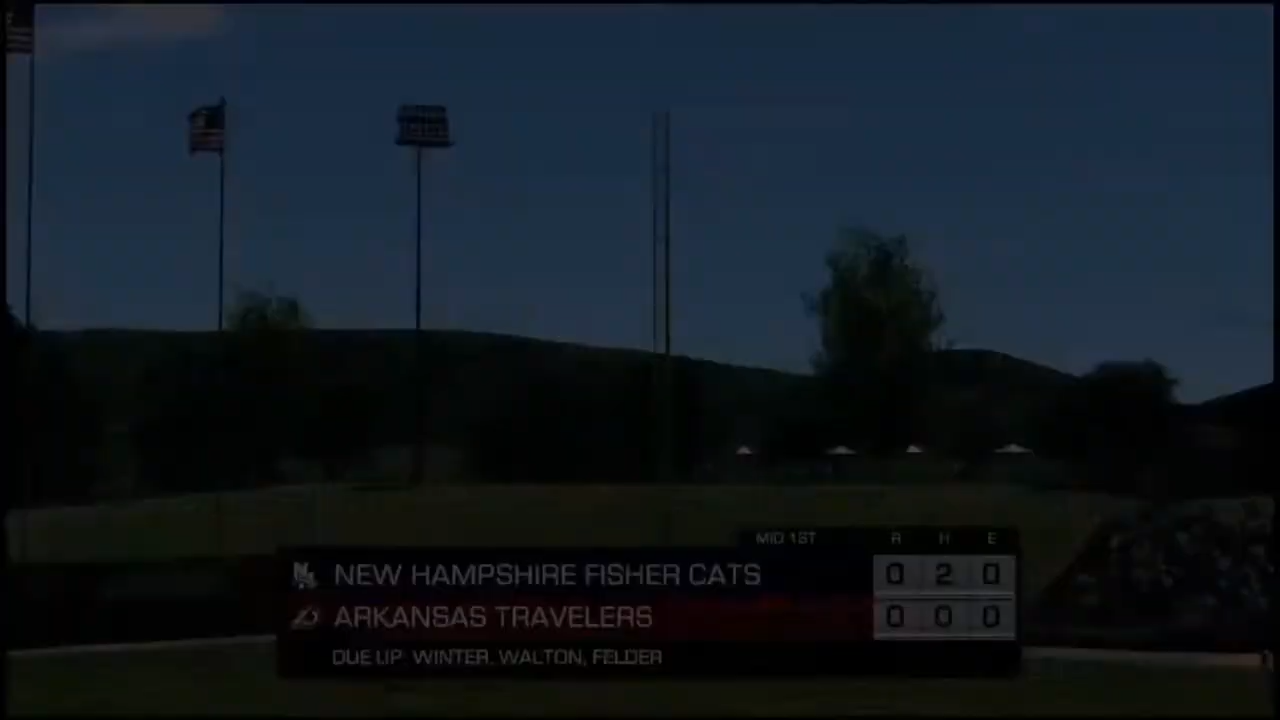 MID 1ST R H E
NEW HAMPSHIRE FISHER CATS 0 2 0
ARKANSAS TRAVELERS 0 0 0
DUE UP: WINTER, WALTON, FELDER